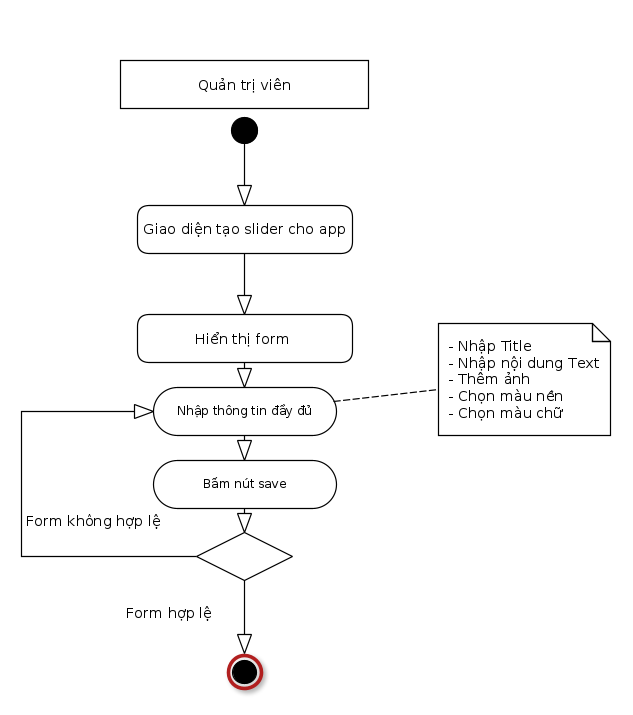 Quản trị viên
Giao diện tạo slider cho app
Hiển thị form
- Nhập Title
- Nhập nội dung Text
- Thêm ảnh
- Chọn màu nền
- Chọn màu chữ
Nhập thông tin đầy đủ
Bấm nút save
Form không hợp lệ
Form hợp lệ